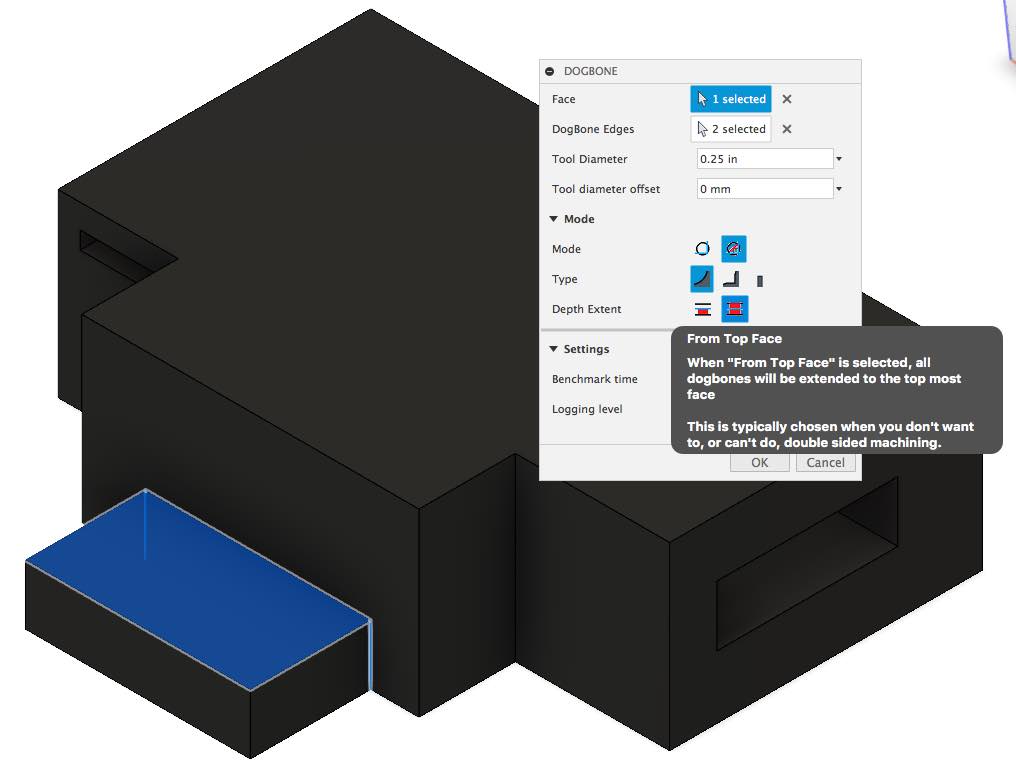 DOGBONE
Face 1 selected
DogBone Edges 2 selected
Tool Diameter 0.25 in
Tool diameter offset 0 mm
Mode
Mode
Type
Depth Extent
Settings
Benchmark time
Logging level
From Top Face
When "From Top Face" is selected, all
dogbones will be extended to the top most
face
This is typically chosen when you don't want
to, or can't do, double sided machining.
OK Cancel